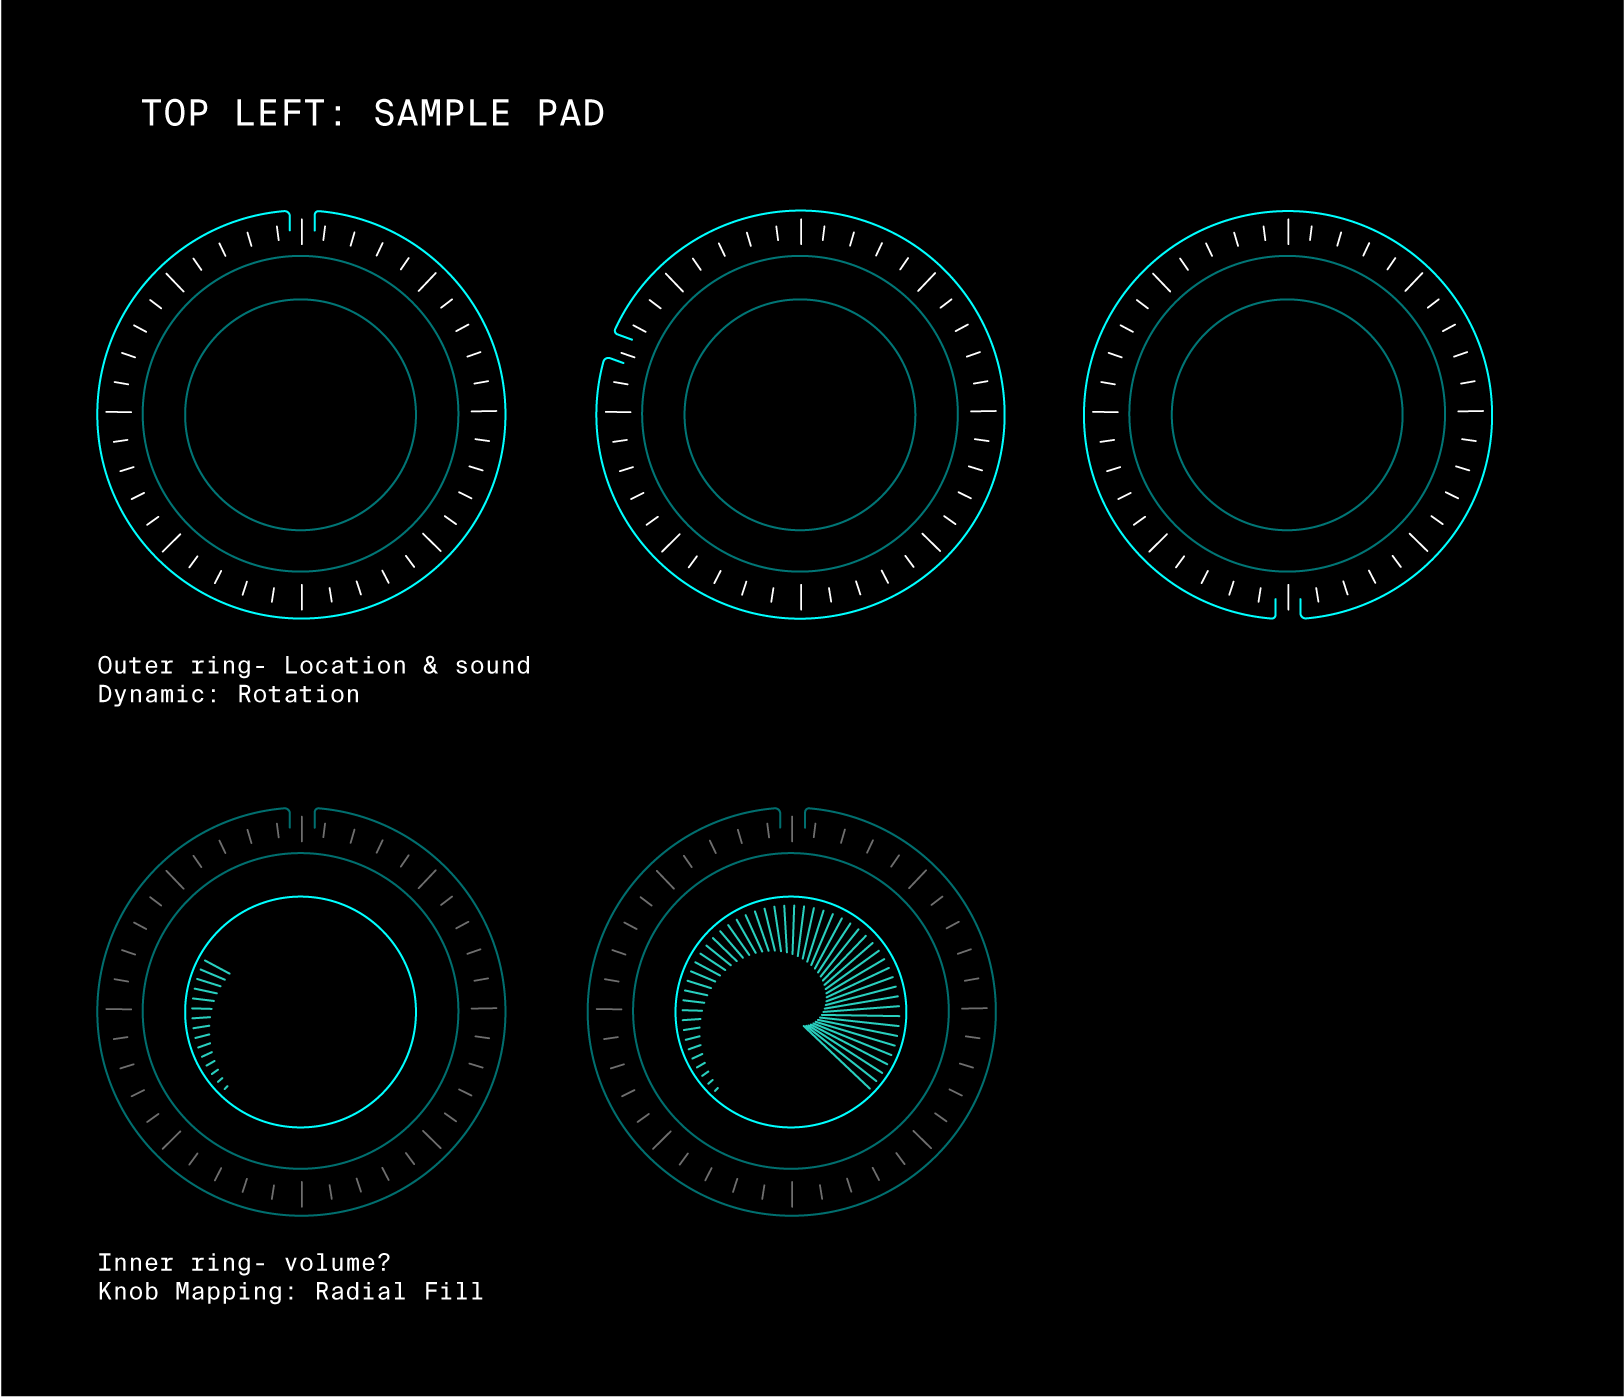 TOP LEFT: SAMPLE PAD
Outer ring- Location & sound
Dynamic: Rotation
Inner ring- volume?
Knob Mapping: Radial Fill